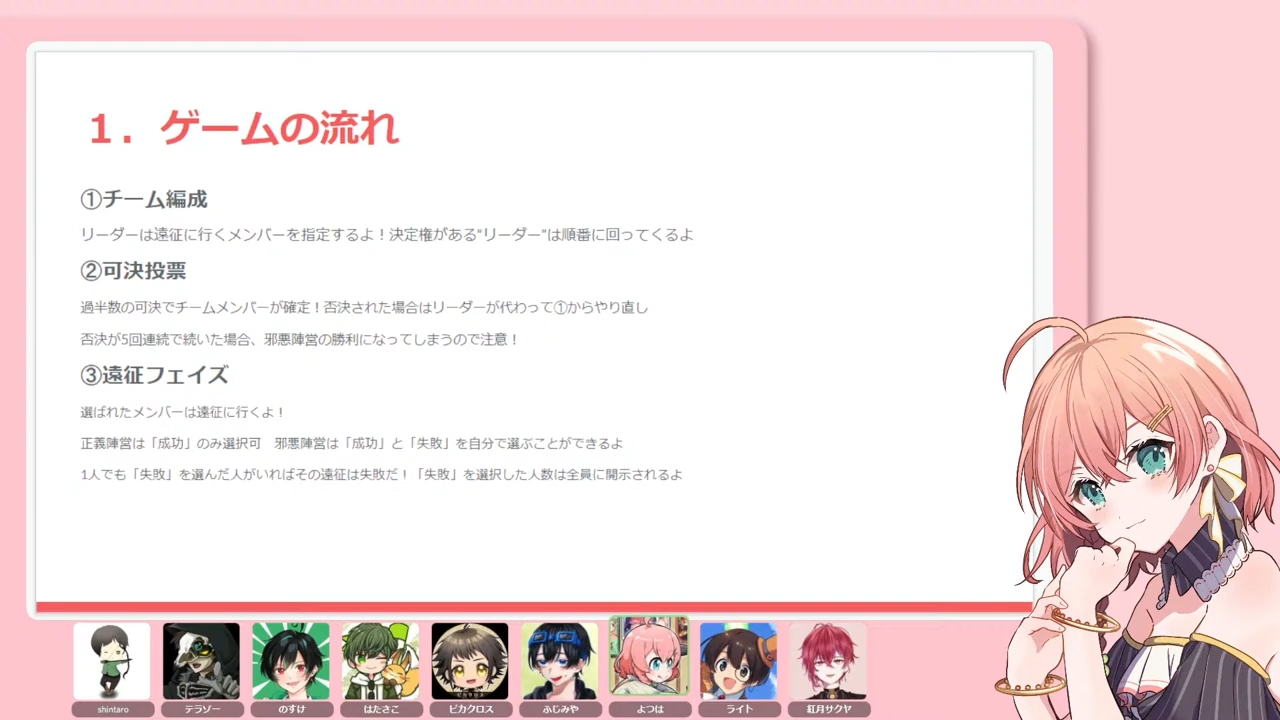 １．ゲームの流れ
①チーム編成
リーダーは遠征に行くメンバーを指定するよ！決定権がある"リーダー"は順番に回ってくるよ
②可決投票
過半数の可決でチームメンバーが確定！否決された場合はリーダーが代わって①からやり直し
否決が5回連続で続いた場合、邪悪陣営の勝利になってしまうので注意！
③遠征フェイズ
選ばれたメンバーは遠征に行くよ！
正義陣営は「成功」のみ選択可　邪悪陣営は「成功」と「失敗」を自分で選ぶことができるよ
1人でも「失敗」を選んだ人がいればその遠征は失敗だ！「失敗」を選択した人数は全員に開示されるよ
shintaro
テラゾー
のすけ
はたさこ
ピカクロス
ふじみや
よつは
ライト
紅月サクヤ